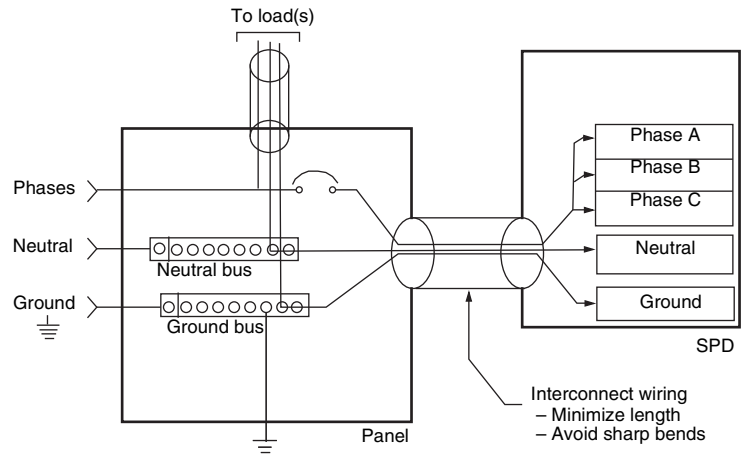 To load(s)
Phases
Neutral
Ground
Neutral bus
Ground bus
Panel
Phase A
Phase B
Phase C
Neutral
Ground
SPD
Interconnect wiring
– Minimize length
– Avoid sharp bends